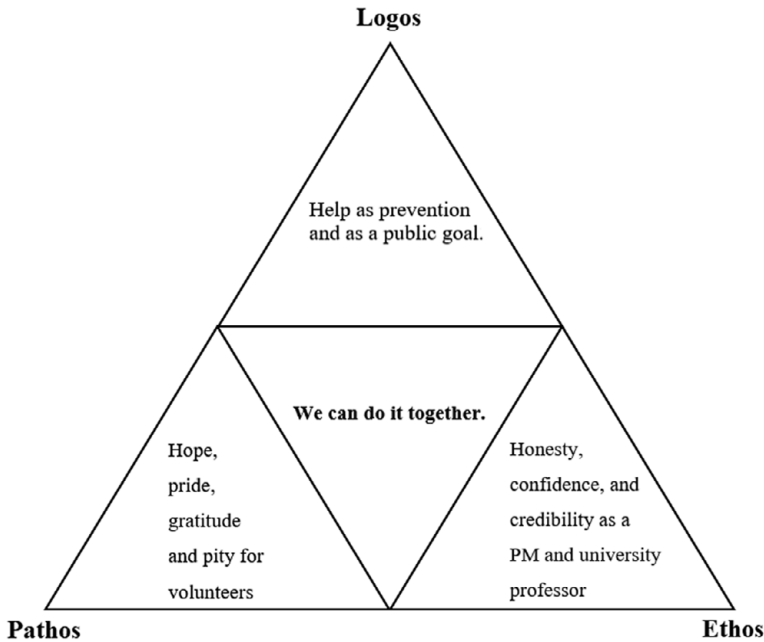 Logos
Help as prevention
and as a public goal.
We can do it together.
Hope,
pride,
gratitude
and pity for
volunteers
Honesty,
confidence, and
credibility as a
PM and university
professor
Pathos
Ethos